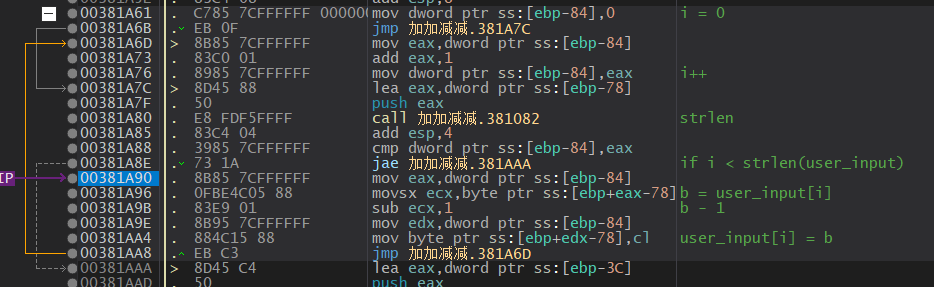 00381A61 . C785 7CFFFFFF 000000 mov dword ptr ss:[ebp-84],0 i = 0
00381A6B . EB 0F jmp 加加减减.381A7C
00381A6D > 8B85 7CFFFFFF mov eax,dword ptr ss:[ebp-84]
00381A73 . 83C0 01 add eax,1
00381A76 . 8985 7CFFFFFF mov dword ptr ss:[ebp-84],eax i++
00381A7C > 8D45 88 lea eax,dword ptr ss:[ebp-78]
00381A7F . 50 push eax
00381A80 . E8 FDF5FFFF call 加加减减.381082 strlen
00381A85 . 83C4 04 add esp,4
00381A88 . 3985 7CFFFFFF cmp dword ptr ss:[ebp-84],eax
00381A8E . 73 1A jae 加加减减.381AAA if i < strlen(user_input)
IP 00381A90 . 8B85 7CFFFFFF mov eax,dword ptr ss:[ebp-84]
00381A96 . 0FBE4C05 88 movsx ecx,byte ptr ss:[ebp+eax-78] b = user_input[i]
00381A9B . 83E9 01 sub ecx,1 b - 1
00381A9E . 8B95 7CFFFFFF mov edx,dword ptr ss:[ebp-84]
00381AA4 . 884C15 88 mov byte ptr ss:[ebp+edx-78],cl user_input[i] = b
00381AA8 . EB C3 jmp 加加减减.381A6D
00381AAA > 8D45 C4 lea eax,dword ptr ss:[ebp-3C]
00381AAD . 50 push eax